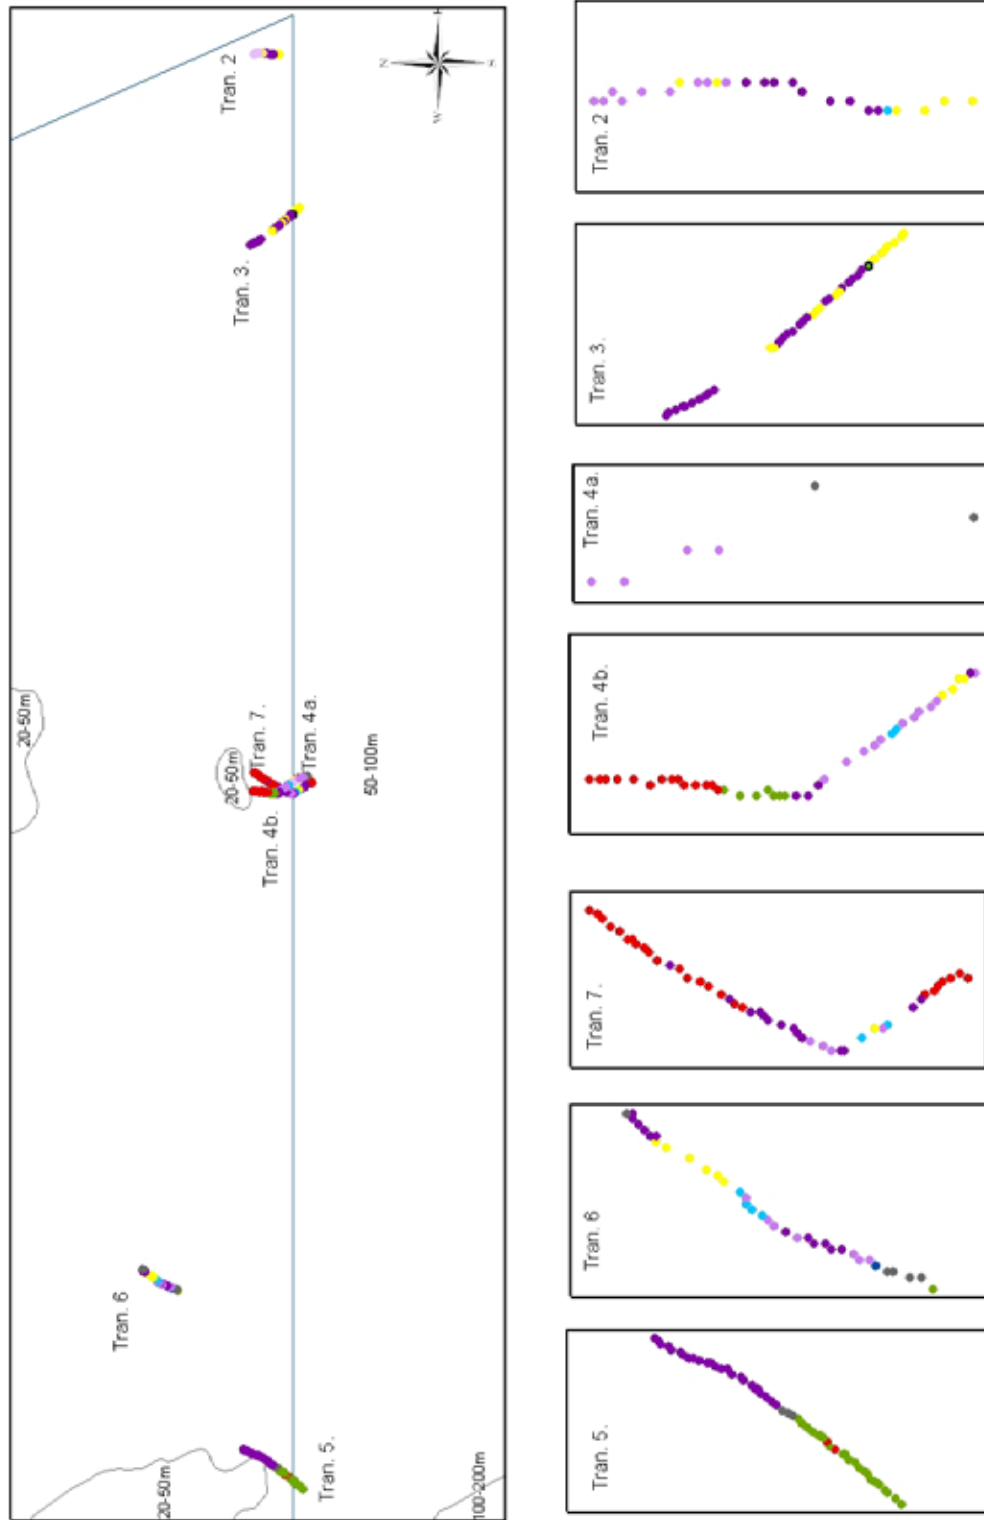 Tran. 2
Tran. 3.
20-50m
Tran. 7.
20-50m
Tran. 4a.
50-100m
Tran. 4b.
Tran. 6
20-50m
Tran. 5.
100-200m
W
Tran. 2
Tran. 3.
Tran. 4a.
Tran. 4b.
Tran. 7.
Tran. 6
Tran. 5.